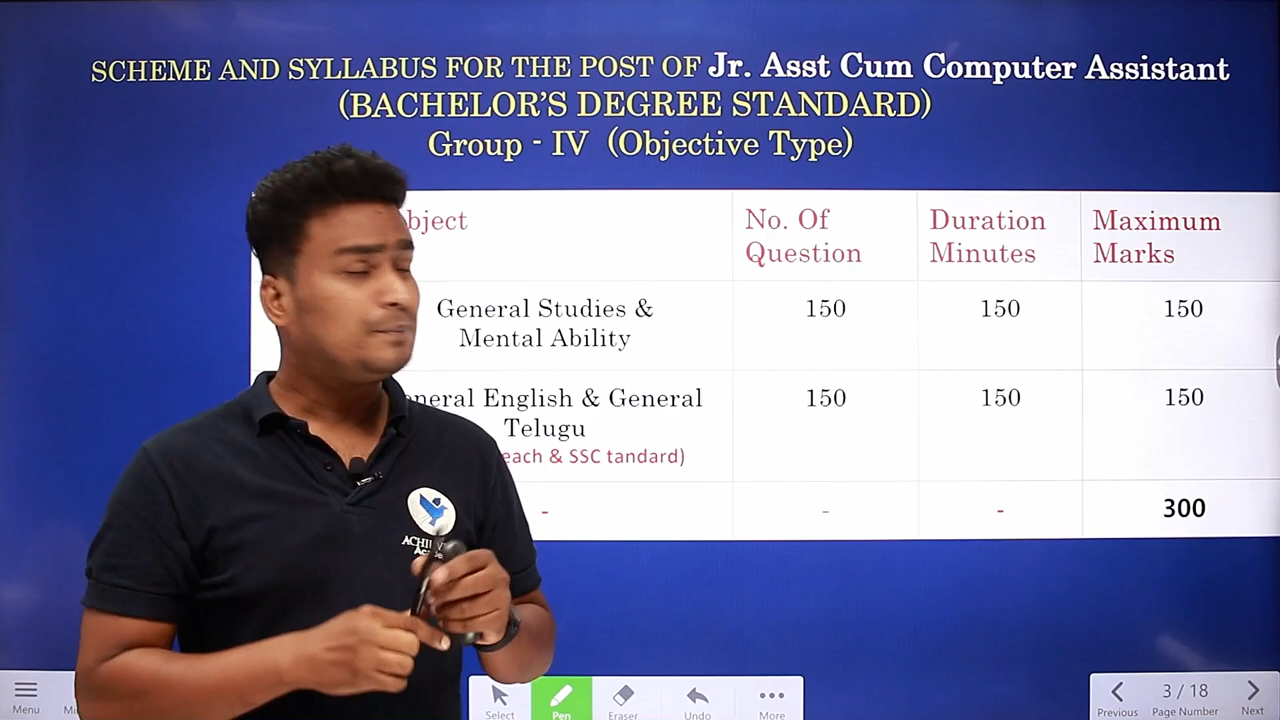 SCHEME AND SYLLABUS FOR THE POST OF Jr. Asst Cum Computer Assistant
(BACHELOR'S DEGREE STANDARD)
Group - IV (Objective Type)
bject
No. Of
Question
Duration
Minutes
Maximum
Marks
General Studies &
Mental Ability
150
150
150
eneral English & General
Telugu
each & SSC tandard)
150
150
150
-
-
-
300
Menu
Select
Pen
Eraser
Undo
More
3 / 18
Previous
Page Number
Next